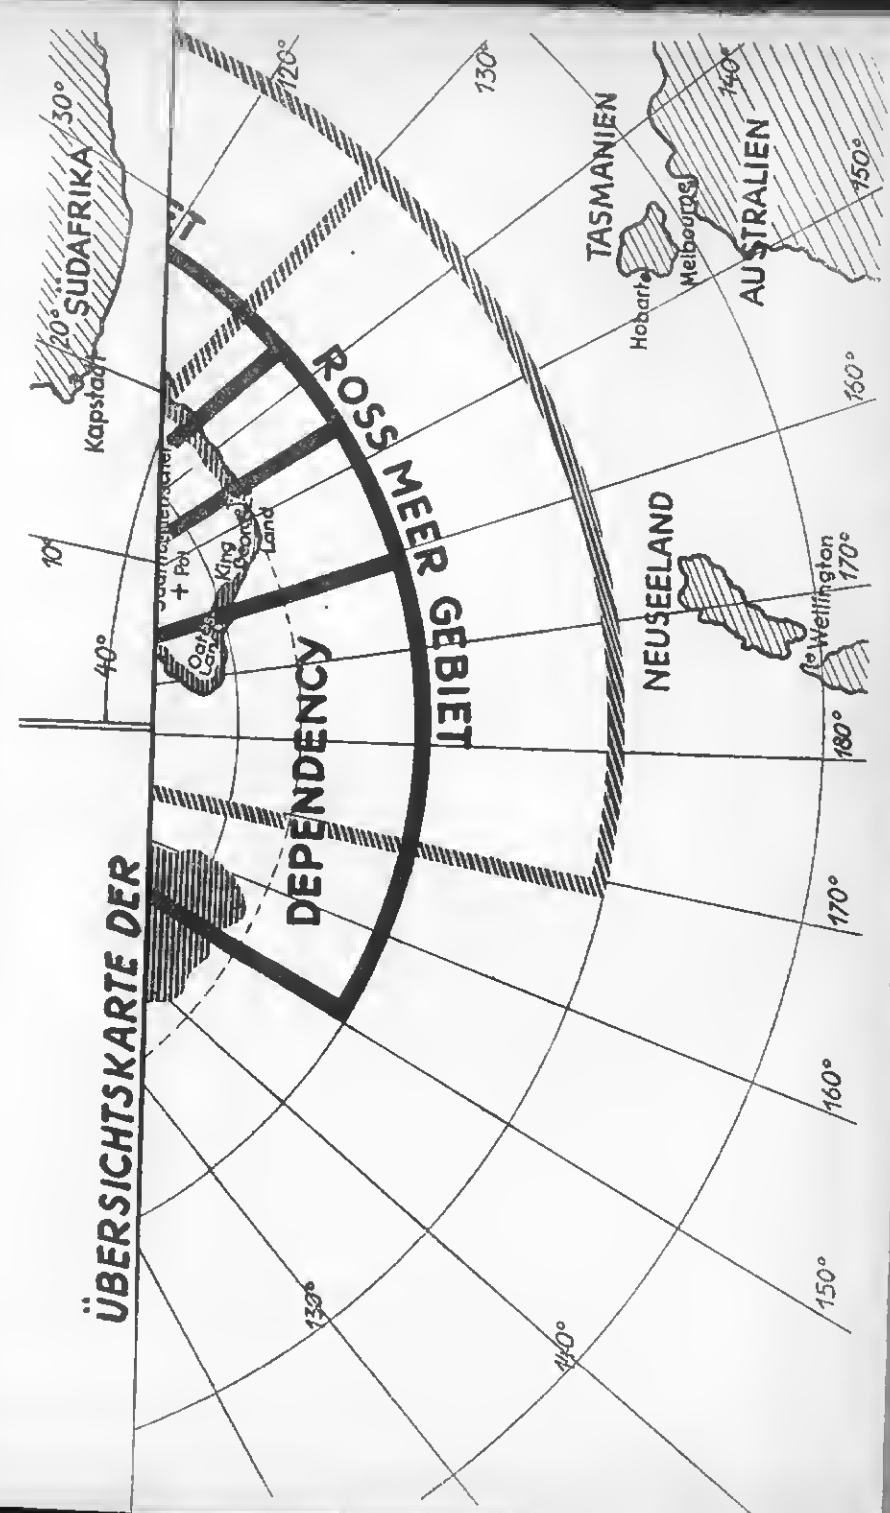 ÜBERSICHTSKARTE DER
SÜDAFRIKA
Kapstadt
10°
20°
30°
40°
120°
130°
140°
150°
160°
170°
180°
170°
160°
150°
140°
130°
TASMANIEN
Hobart
Melbourne
AUSTRALIEN
NEUSEELAND
Wellington
ROSS MEER GEBIET
DEPENDENCY
+ Pol
King
George
Land
Oates
Land